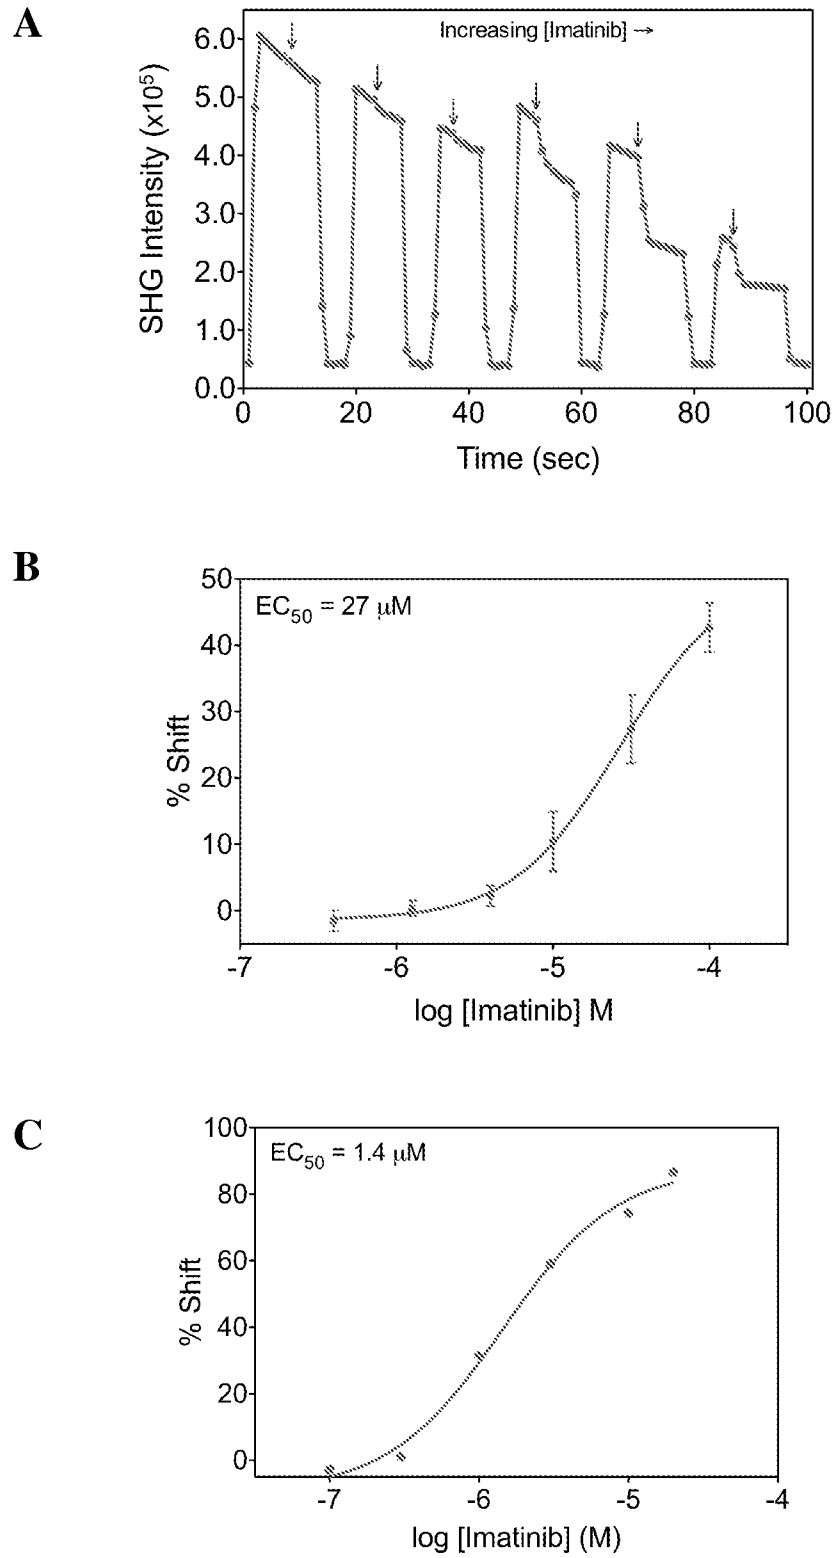 A
Increasing [Imatinib] →
SHG Intensity (x10⁵)
6.0
5.0
4.0
3.0
2.0
1.0
0.0
0 20 40 60 80 100
Time (sec)
B
EC₅₀ = 27 μM
% Shift
50
40
30
20
10
0
-7 -6 -5 -4
log [Imatinib] M
C
EC₅₀ = 1.4 μM
% Shift
100
80
60
40
20
0
-7 -6 -5 -4
log [Imatinib] (M)